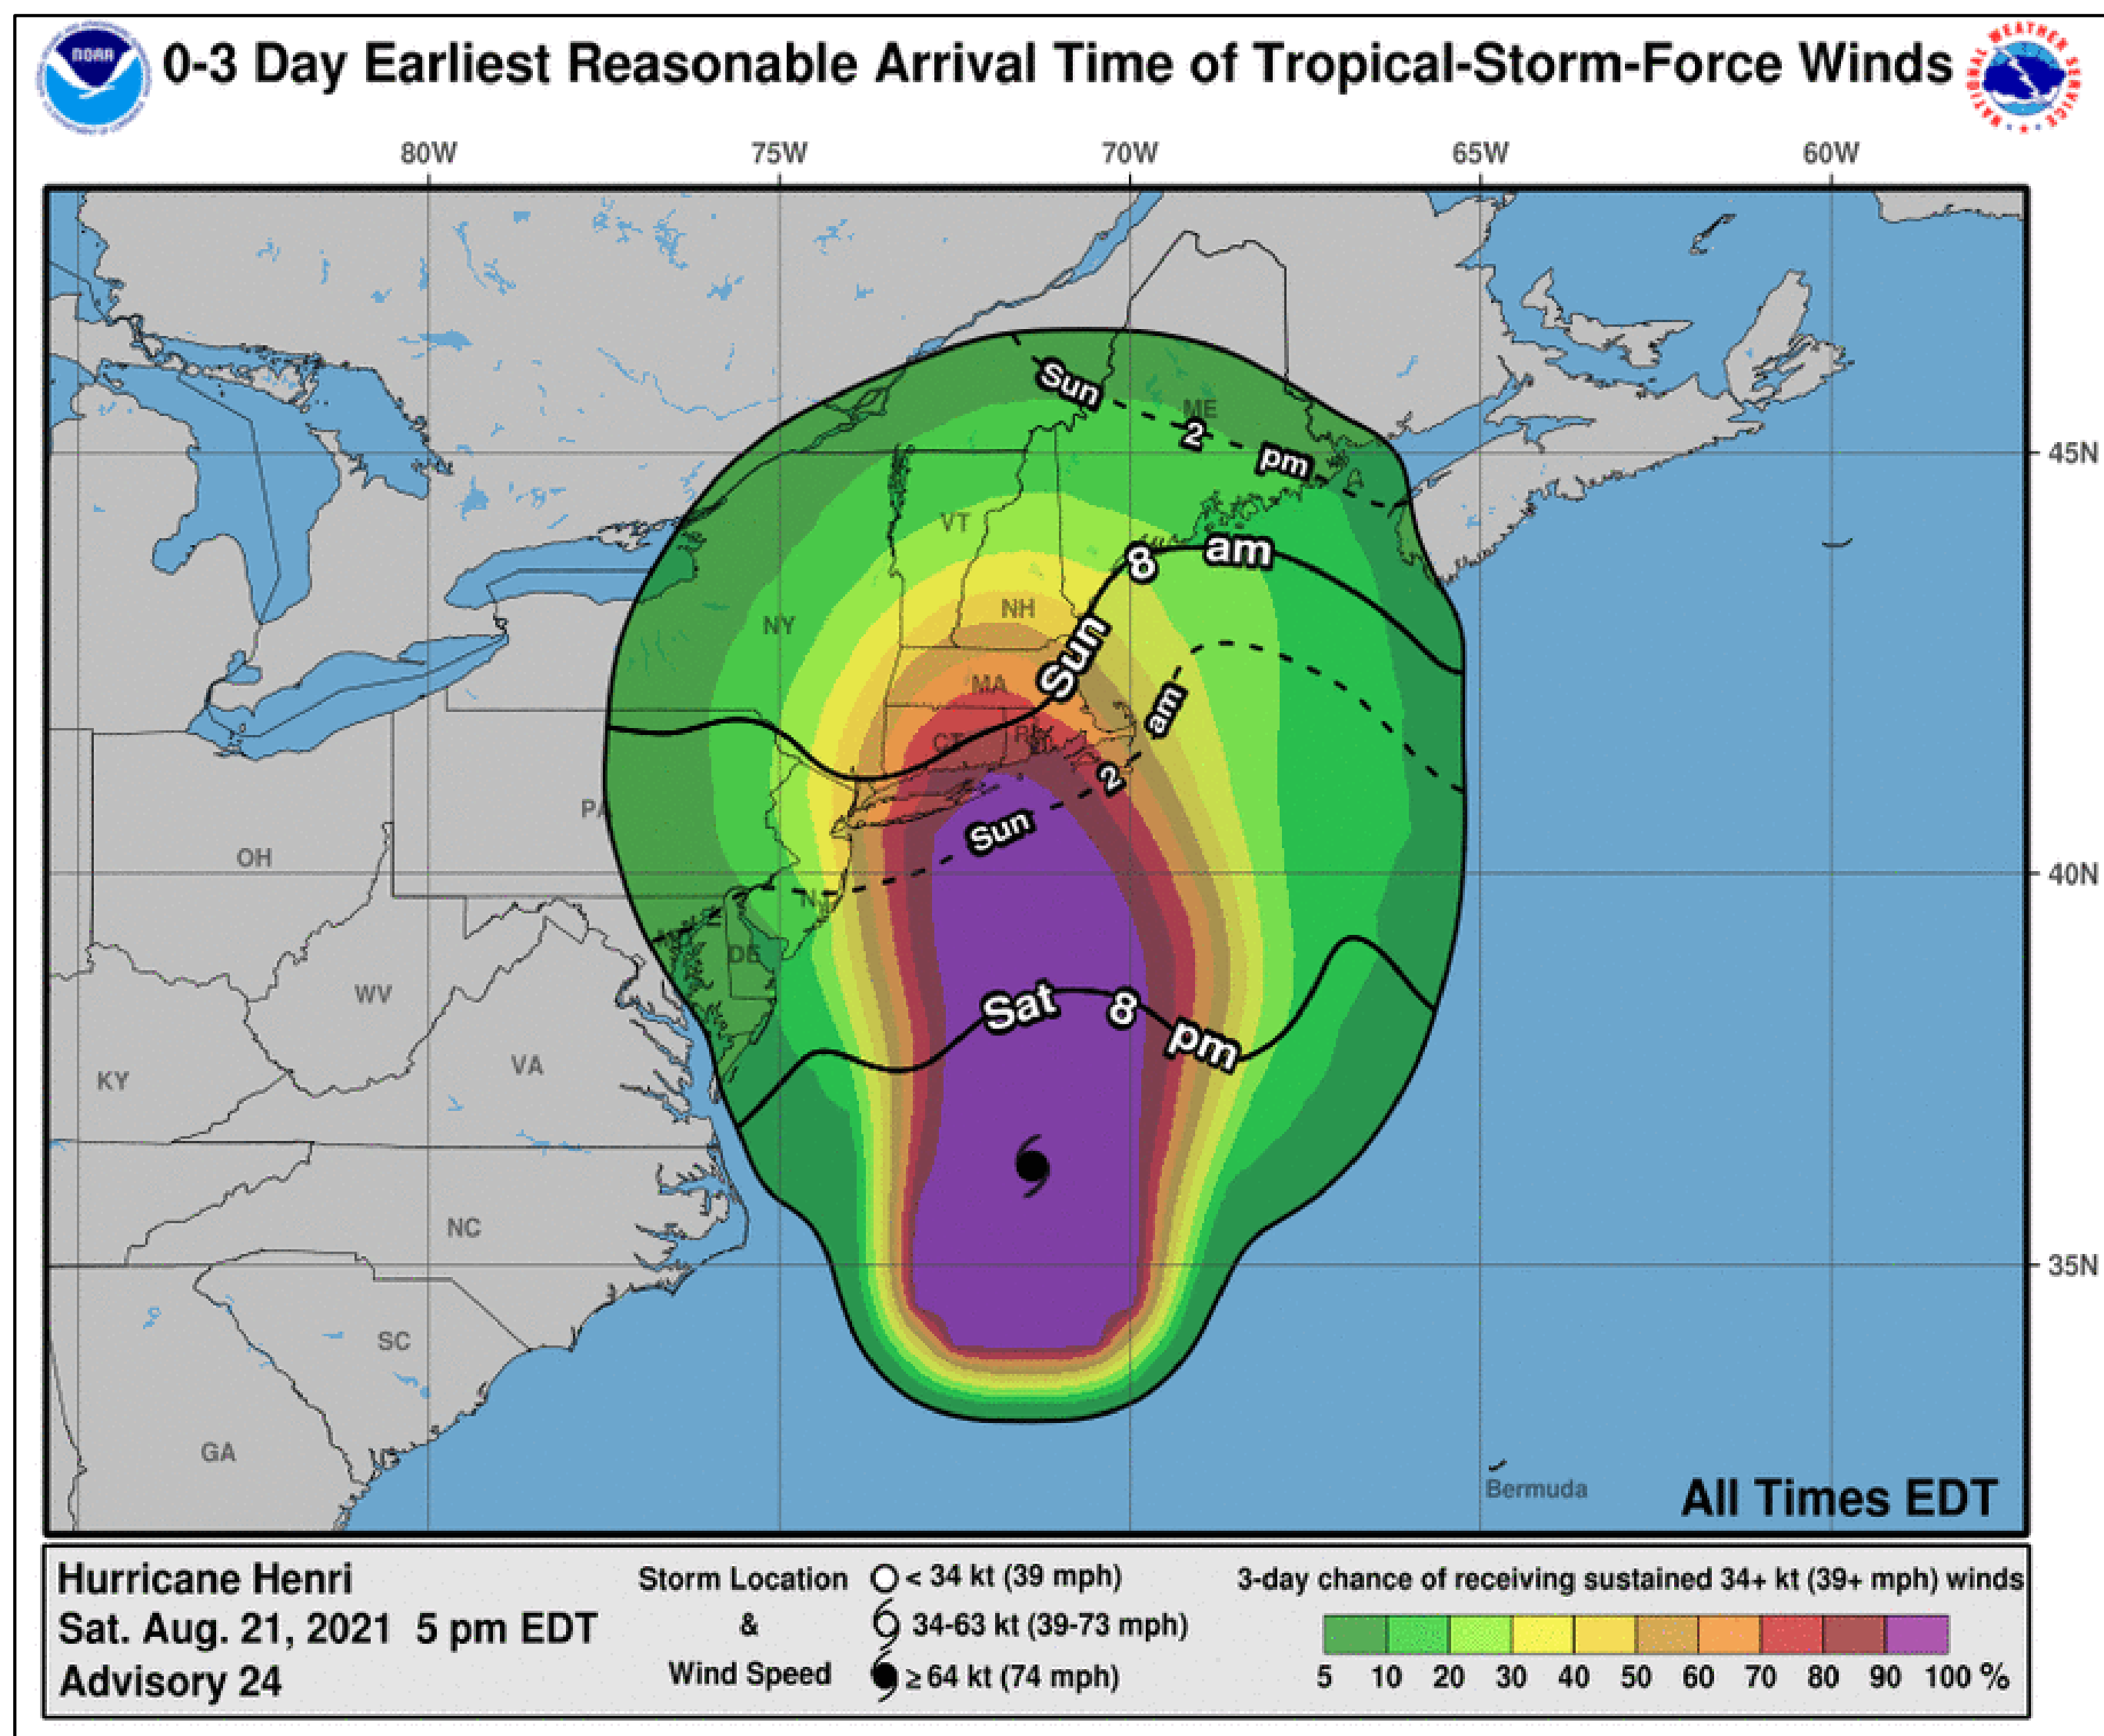 NOAA
0-3 Day Earliest Reasonable Arrival Time of Tropical-Storm-Force Winds
NATIONAL WEATHER SERVICE
80W 75W 70W 65W 60W
Sun 2 pm
ME
45N
VT
8 am
NY
NH
Sun
MA
am
CT
RI
2
PA
Sun
OH
40N
NJ
DE
WV
Sat 8 pm
VA
KY
NC
35N
SC
GA
Bermuda
All Times EDT
Hurricane Henri
Sat. Aug. 21, 2021 5 pm EDT
Advisory 24
Storm Location
&
Wind Speed
< 34 kt (39 mph)
34-63 kt (39-73 mph)
≥ 64 kt (74 mph)
3-day chance of receiving sustained 34+ kt (39+ mph) winds
5 10 20 30 40 50 60 70 80 90 100 %